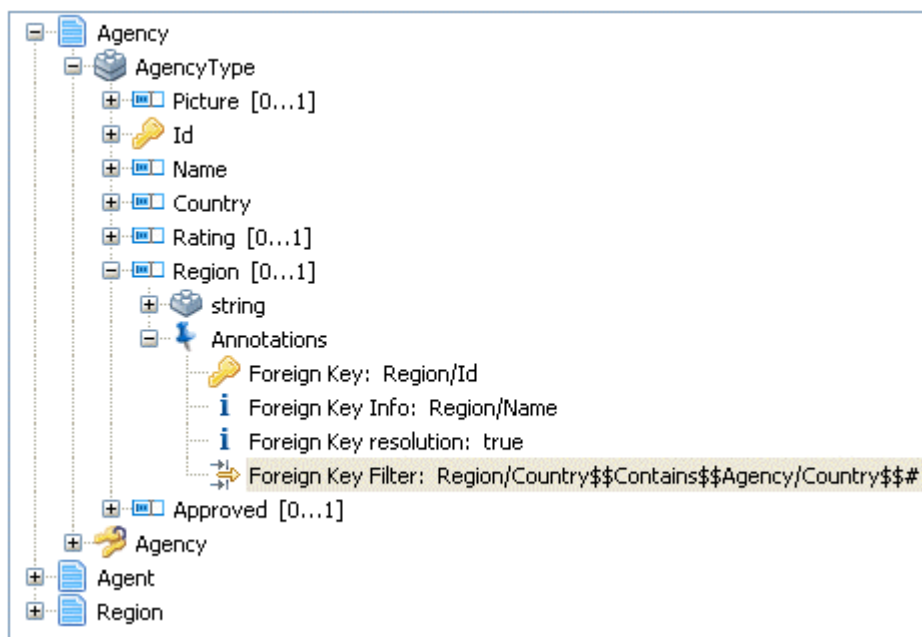 Agency
AgencyType
Picture [0...1]
Id
Name
Country
Rating [0...1]
Region [0...1]
string
Annotations
Foreign Key: Region/Id
Foreign Key Info: Region/Name
Foreign Key resolution: true
Foreign Key Filter: Region/Country$$Contains$$Agency/Country$$#
Approved [0...1]
Agency
Agent
Region